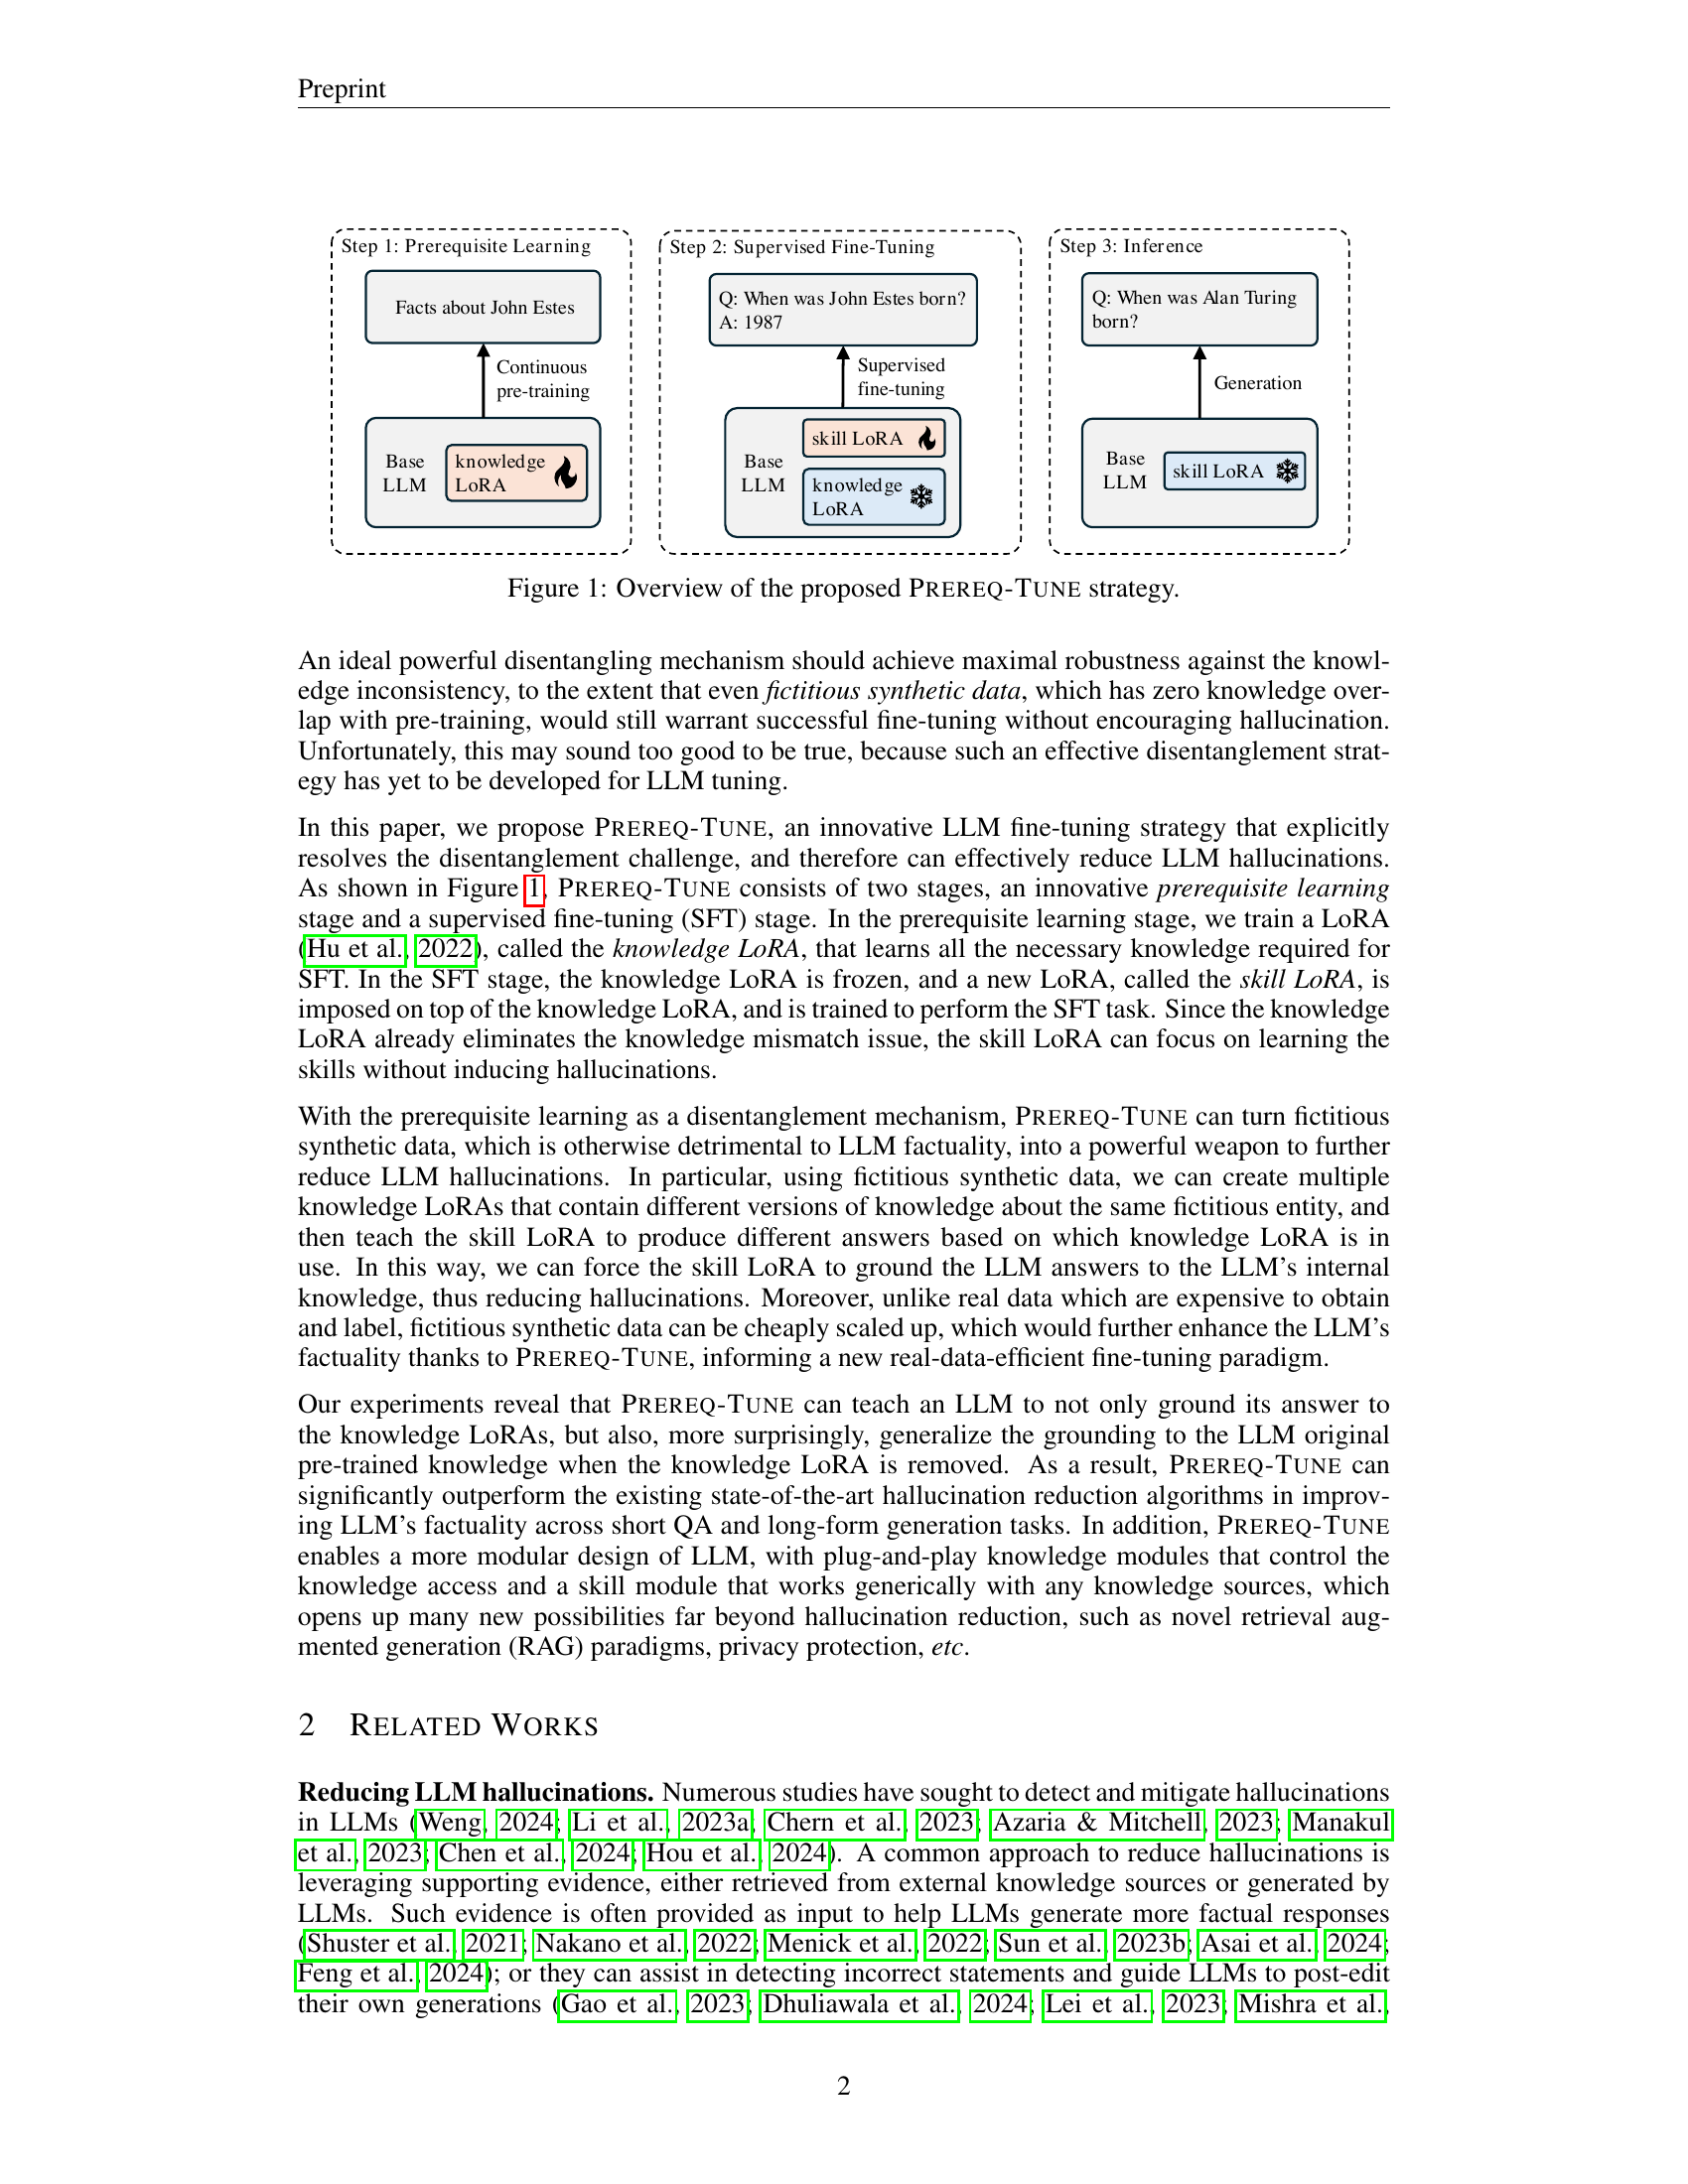 Preprint
Step 1: Prerequisite Learning
Facts about John Estes
Continuous
pre-training
Base
LLM
knowledge
LoRA
Step 2: Supervised Fine-Tuning
Q: When was John Estes born?
A: 1987
Supervised
fine-tuning
Base
LLM
skill LoRA
knowledge
LoRA
Step 3: Inference
Q: When was Alan Turing
born?
Generation
Base
LLM
skill LoRA
Figure 1: Overview of the proposed PREREQ-TUNE strategy.
An ideal powerful disentangling mechanism should achieve maximal robustness against the knowl-
edge inconsistency, to the extent that even fictitious synthetic data, which has zero knowledge over-
lap with pre-training, would still warrant successful fine-tuning without encouraging hallucination.
Unfortunately, this may sound too good to be true, because such an effective disentanglement strat-
egy has yet to be developed for LLM tuning.
In this paper, we propose PREREQ-TUNE, an innovative LLM fine-tuning strategy that explicitly
resolves the disentanglement challenge, and therefore can effectively reduce LLM hallucinations.
As shown in Figure 1, PREREQ-TUNE consists of two stages, an innovative prerequisite learning
stage and a supervised fine-tuning (SFT) stage. In the prerequisite learning stage, we train a LoRA
(Hu et al., 2022), called the knowledge LoRA, that learns all the necessary knowledge required for
SFT. In the SFT stage, the knowledge LoRA is frozen, and a new LoRA, called the skill LoRA, is
imposed on top of the knowledge LoRA, and is trained to perform the SFT task. Since the knowledge
LoRA already eliminates the knowledge mismatch issue, the skill LoRA can focus on learning the
skills without inducing hallucinations.
With the prerequisite learning as a disentanglement mechanism, PREREQ-TUNE can turn fictitious
synthetic data, which is otherwise detrimental to LLM factuality, into a powerful weapon to further
reduce LLM hallucinations. In particular, using fictitious synthetic data, we can create multiple
knowledge LoRAs that contain different versions of knowledge about the same fictitious entity, and
then teach the skill LoRA to produce different answers based on which knowledge LoRA is in
use. In this way, we can force the skill LoRA to ground the LLM answers to the LLM's internal
knowledge, thus reducing hallucinations. Moreover, unlike real data which are expensive to obtain
and label, fictitious synthetic data can be cheaply scaled up, which would further enhance the LLM's
factuality thanks to PREREQ-TUNE, informing a new real-data-efficient fine-tuning paradigm.
Our experiments reveal that PREREQ-TUNE can teach an LLM to not only ground its answer to
the knowledge LoRAs, but also, more surprisingly, generalize the grounding to the LLM original
pre-trained knowledge when the knowledge LoRA is removed. As a result, PREREQ-TUNE can
significantly outperform the existing state-of-the-art hallucination reduction algorithms in improv-
ing LLM's factuality across short QA and long-form generation tasks. In addition, PREREQ-TUNE
enables a more modular design of LLM, with plug-and-play knowledge modules that control the
knowledge access and a skill module that works generically with any knowledge sources, which
opens up many new possibilities far beyond hallucination reduction, such as novel retrieval aug-
mented generation (RAG) paradigms, privacy protection, etc.
2 RELATED WORKS
Reducing LLM hallucinations. Numerous studies have sought to detect and mitigate hallucinations
in LLMs (Weng, 2024; Li et al., 2023a; Chern et al., 2023; Azaria & Mitchell, 2023; Manakul
et al., 2023; Chen et al., 2024; Hou et al., 2024). A common approach to reduce hallucinations is
leveraging supporting evidence, either retrieved from external knowledge sources or generated by
LLMs. Such evidence is often provided as input to help LLMs generate more factual responses
(Shuster et al., 2021; Nakano et al., 2022; Menick et al., 2022; Sun et al., 2023b; Asai et al., 2024;
Feng et al., 2024); or they can assist in detecting incorrect statements and guide LLMs to post-edit
their own generations (Gao et al., 2023; Dhuliawala et al., 2024; Lei et al., 2023; Mishra et al.,
2